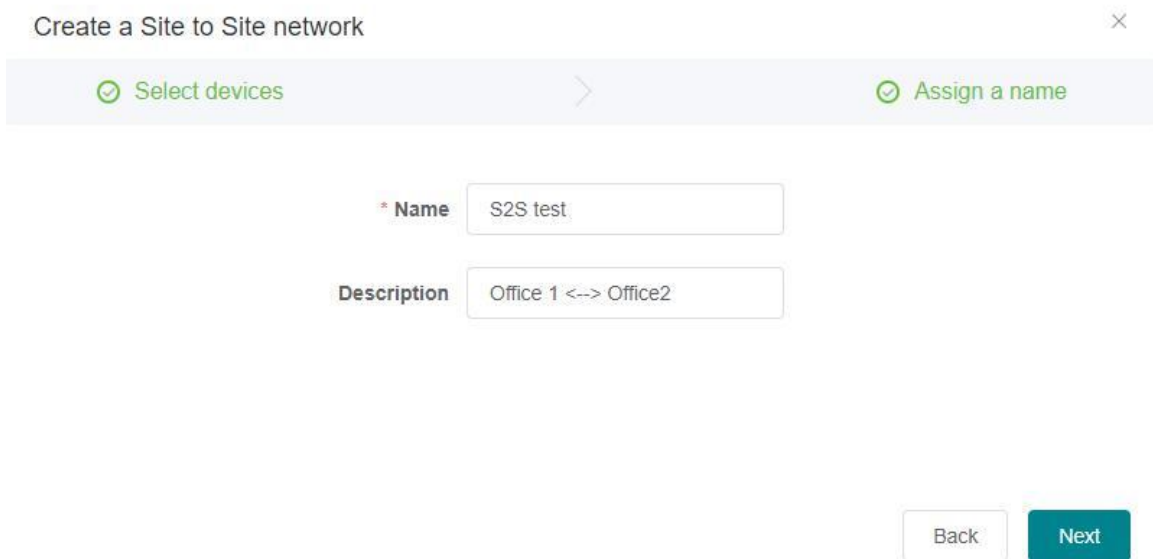 Create a Site to Site network
Select devices
Assign a name
* Name
S2S test
Description
Office 1 <--> Office2
Back
Next